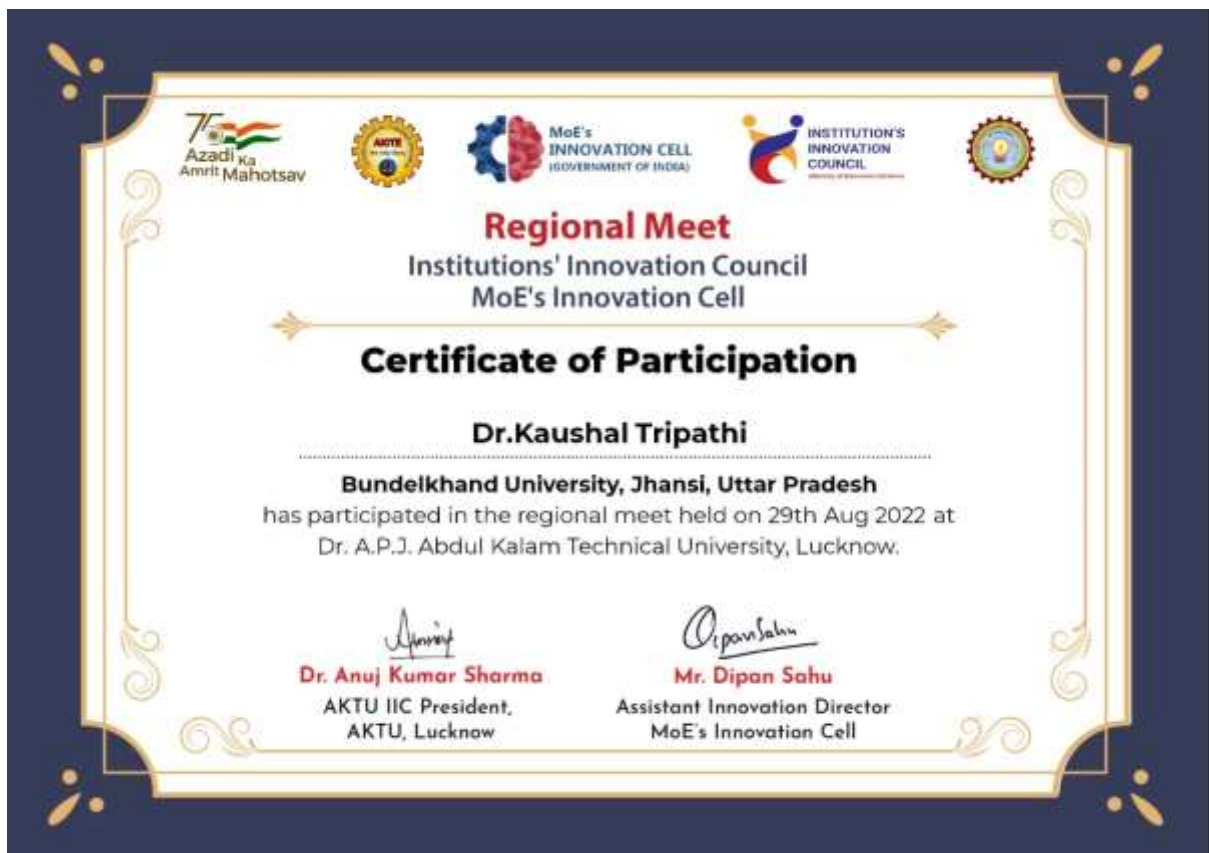 Azadi Ka
Amrit Mahotsav
AICTE
MoE's
INNOVATION CELL
(GOVERNMENT OF INDIA)
INSTITUTION'S
INNOVATION
COUNCIL
Regional Meet
Institutions' Innovation Council
MoE's Innovation Cell
Certificate of Participation
Dr.Kaushal Tripathi
Bundelkhand University, Jhansi, Uttar Pradesh
has participated in the regional meet held on 29th Aug 2022 at
Dr. A.P.J. Abdul Kalam Technical University, Lucknow.
DipanSahu
Dr. Anuj Kumar Sharma
Mr. Dipan Sahu
AKTU IIC President,
Assistant Innovation Director
AKTU, Lucknow
MoE's Innovation Cell